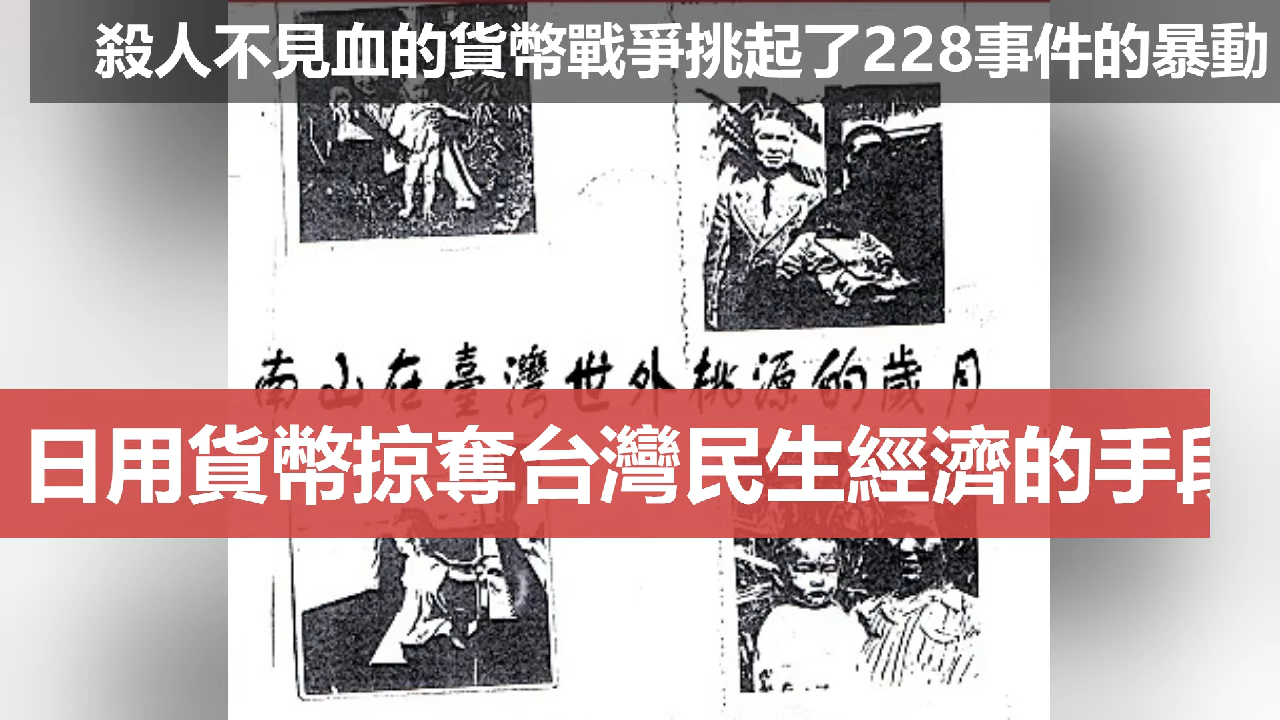 殺人不見血的貨幣戰爭挑起了228事件的暴動
南山在臺灣世外桃源的歲月
日用貨幣掠奪台灣民生經濟的手段